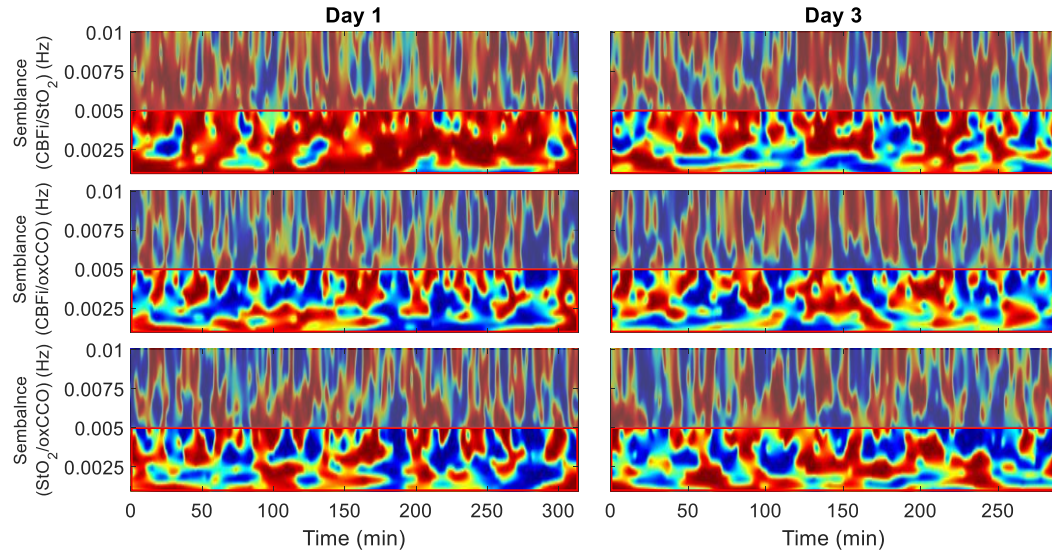 Day 1
Day 3
Semblance
(CBFi/StO2) (Hz)
0.01
0.0075
0.005
0.0025
Semblance
(CBFi/oxCCO) (Hz)
0.01
0.0075
0.005
0.0025
Sembalnce
(StO2/oxCCO) (Hz)
0.01
0.0075
0.005
0.0025
0 50 100 150 200 250 300
0 50 100 150 200 250
Time (min)
Time (min)